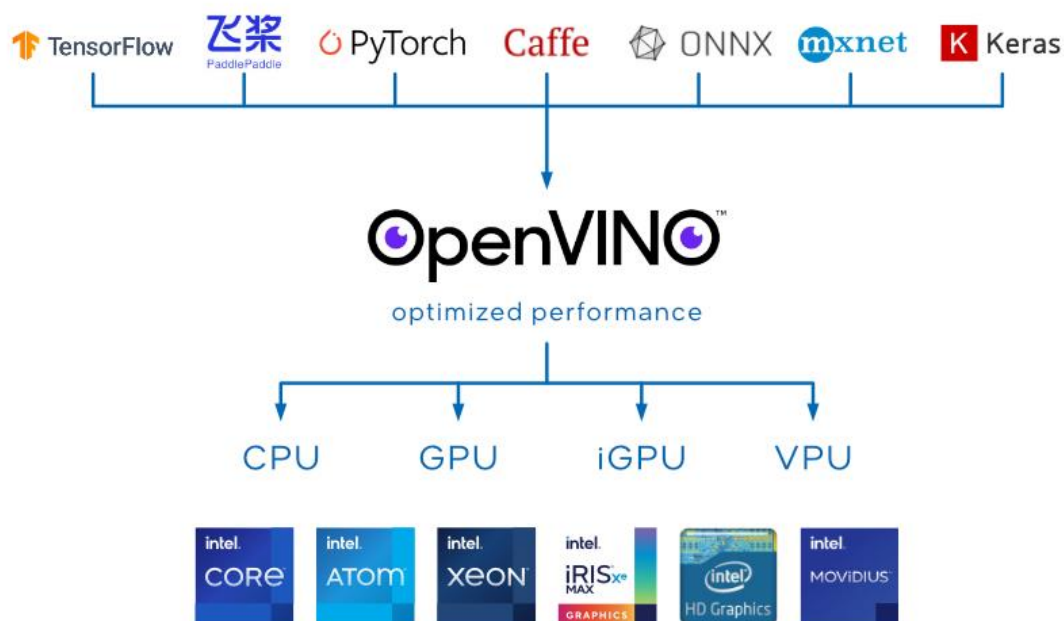 TensorFlow
飞桨
PaddlePaddle
PyTorch
Caffe
ONNX
mxnet
K Keras
OpenVINO™
optimized performance
CPU GPU iGPU VPU
intel. CORE
intel. ATOM
intel. XEON
intel. iRIS Xe MAX GRAPHICS
intel HD Graphics
intel. MOVIDIUS